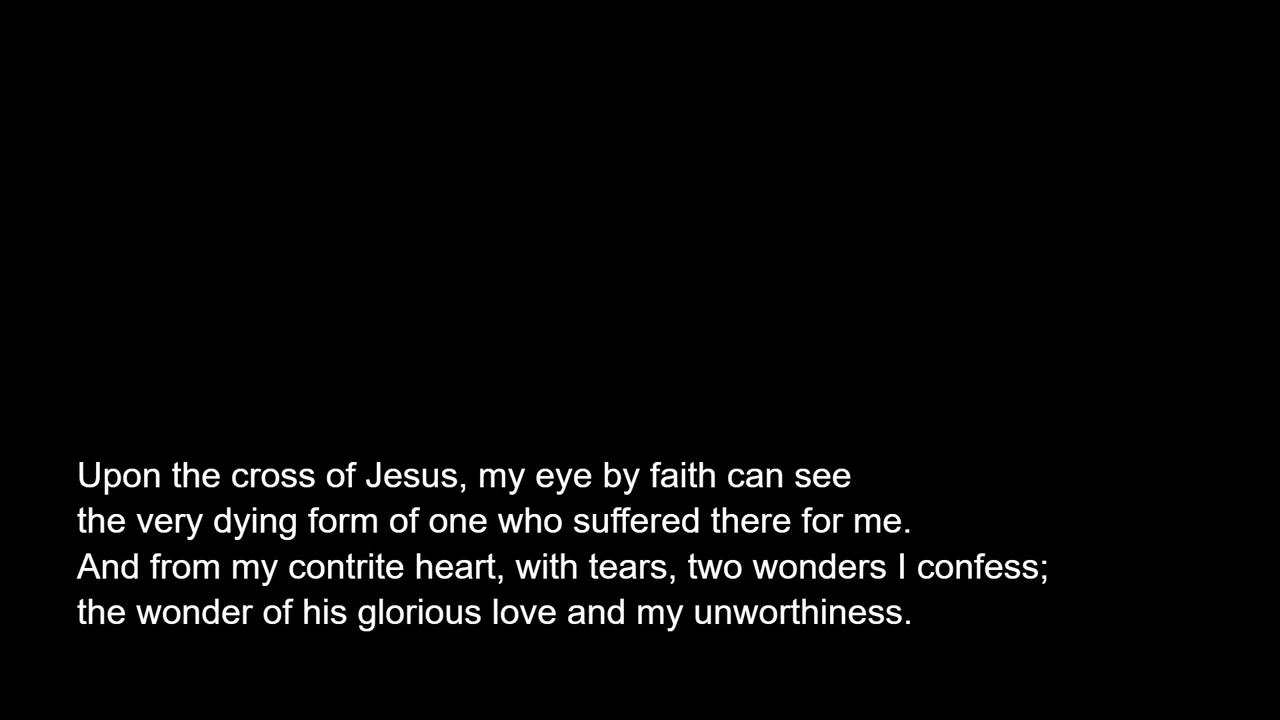 Upon the cross of Jesus, my eye by faith can see
the very dying form of one who suffered there for me.
And from my contrite heart, with tears, two wonders I confess;
the wonder of his glorious love and my unworthiness.